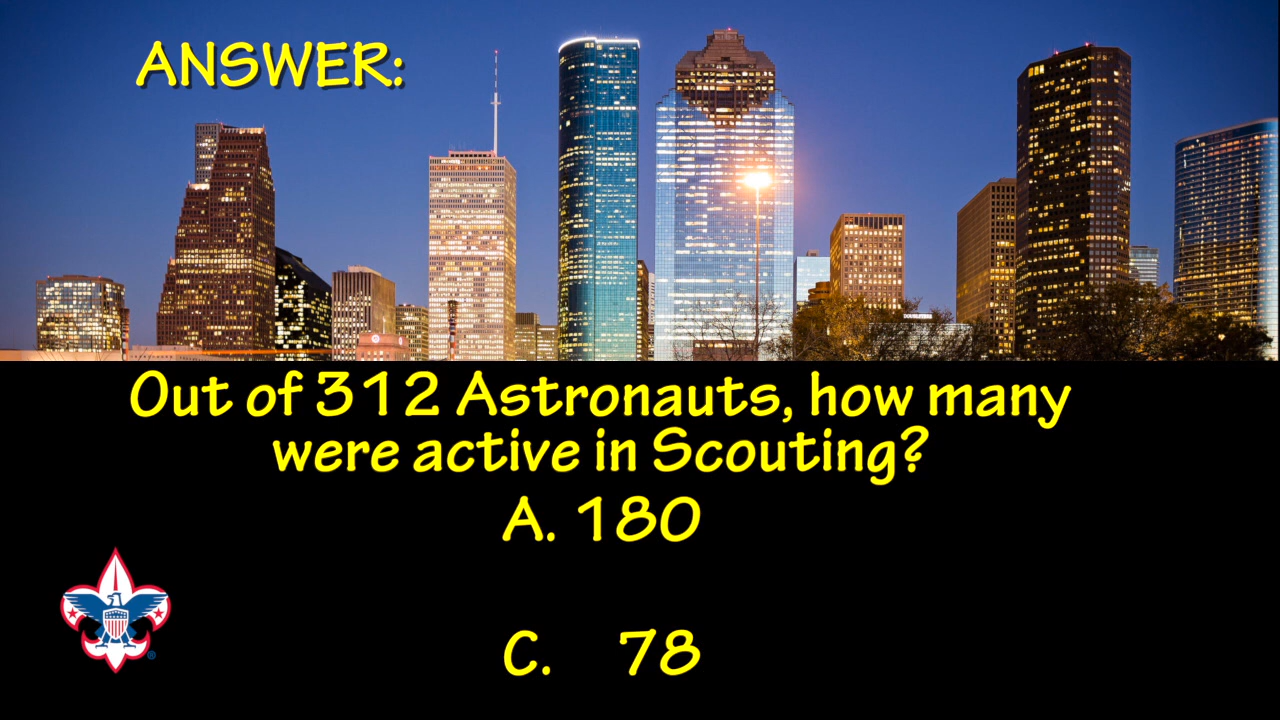 ANSWER:
Out of 312 Astronauts, how many
were active in Scouting?
A. 180
C. 78